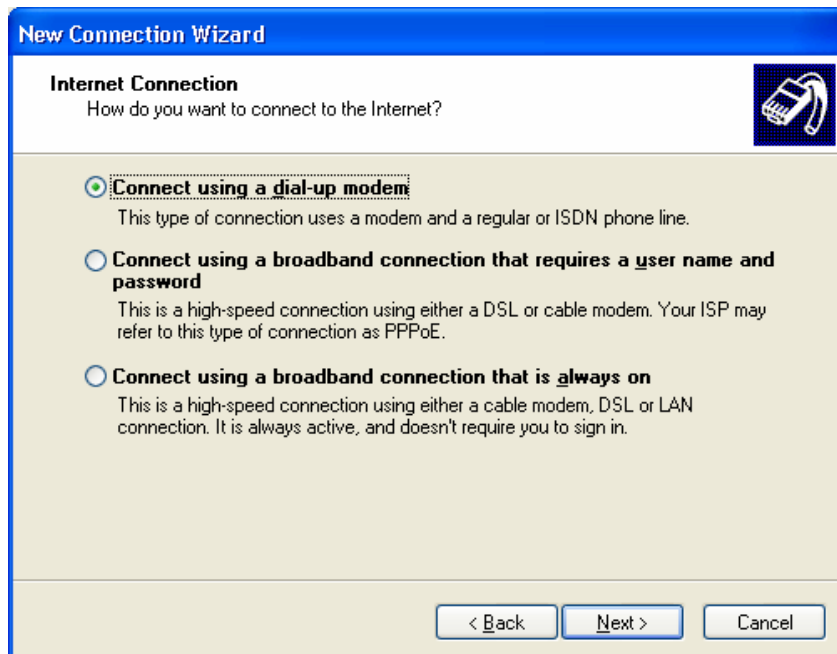 New Connection Wizard
Internet Connection
How do you want to connect to the Internet?
Connect using a dial-up modem
This type of connection uses a modem and a regular or ISDN phone line.
Connect using a broadband connection that requires a user name and
password
This is a high-speed connection using either a DSL or cable modem. Your ISP may
refer to this type of connection as PPPoE.
Connect using a broadband connection that is always on
This is a high-speed connection using either a cable modem, DSL or LAN
connection. It is always active, and doesn't require you to sign in.
< Back Next > Cancel